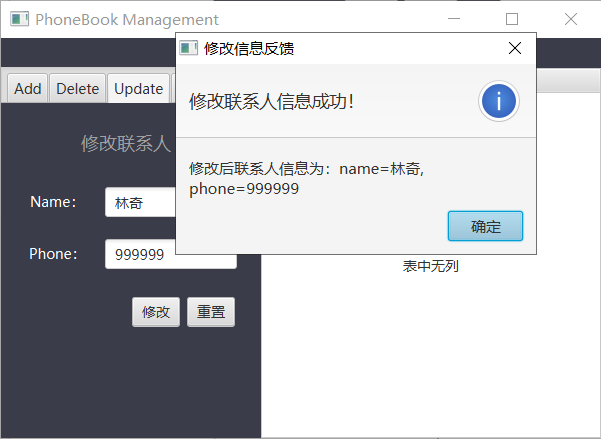 PhoneBook Management
修改信息反馈
Add
Delete
Update
修改联系人信息成功！
修改联系人
修改后联系人信息为：name=林奇,
phone=999999
Name：
林奇
Phone：
999999
确定
表中无列
修改
重置